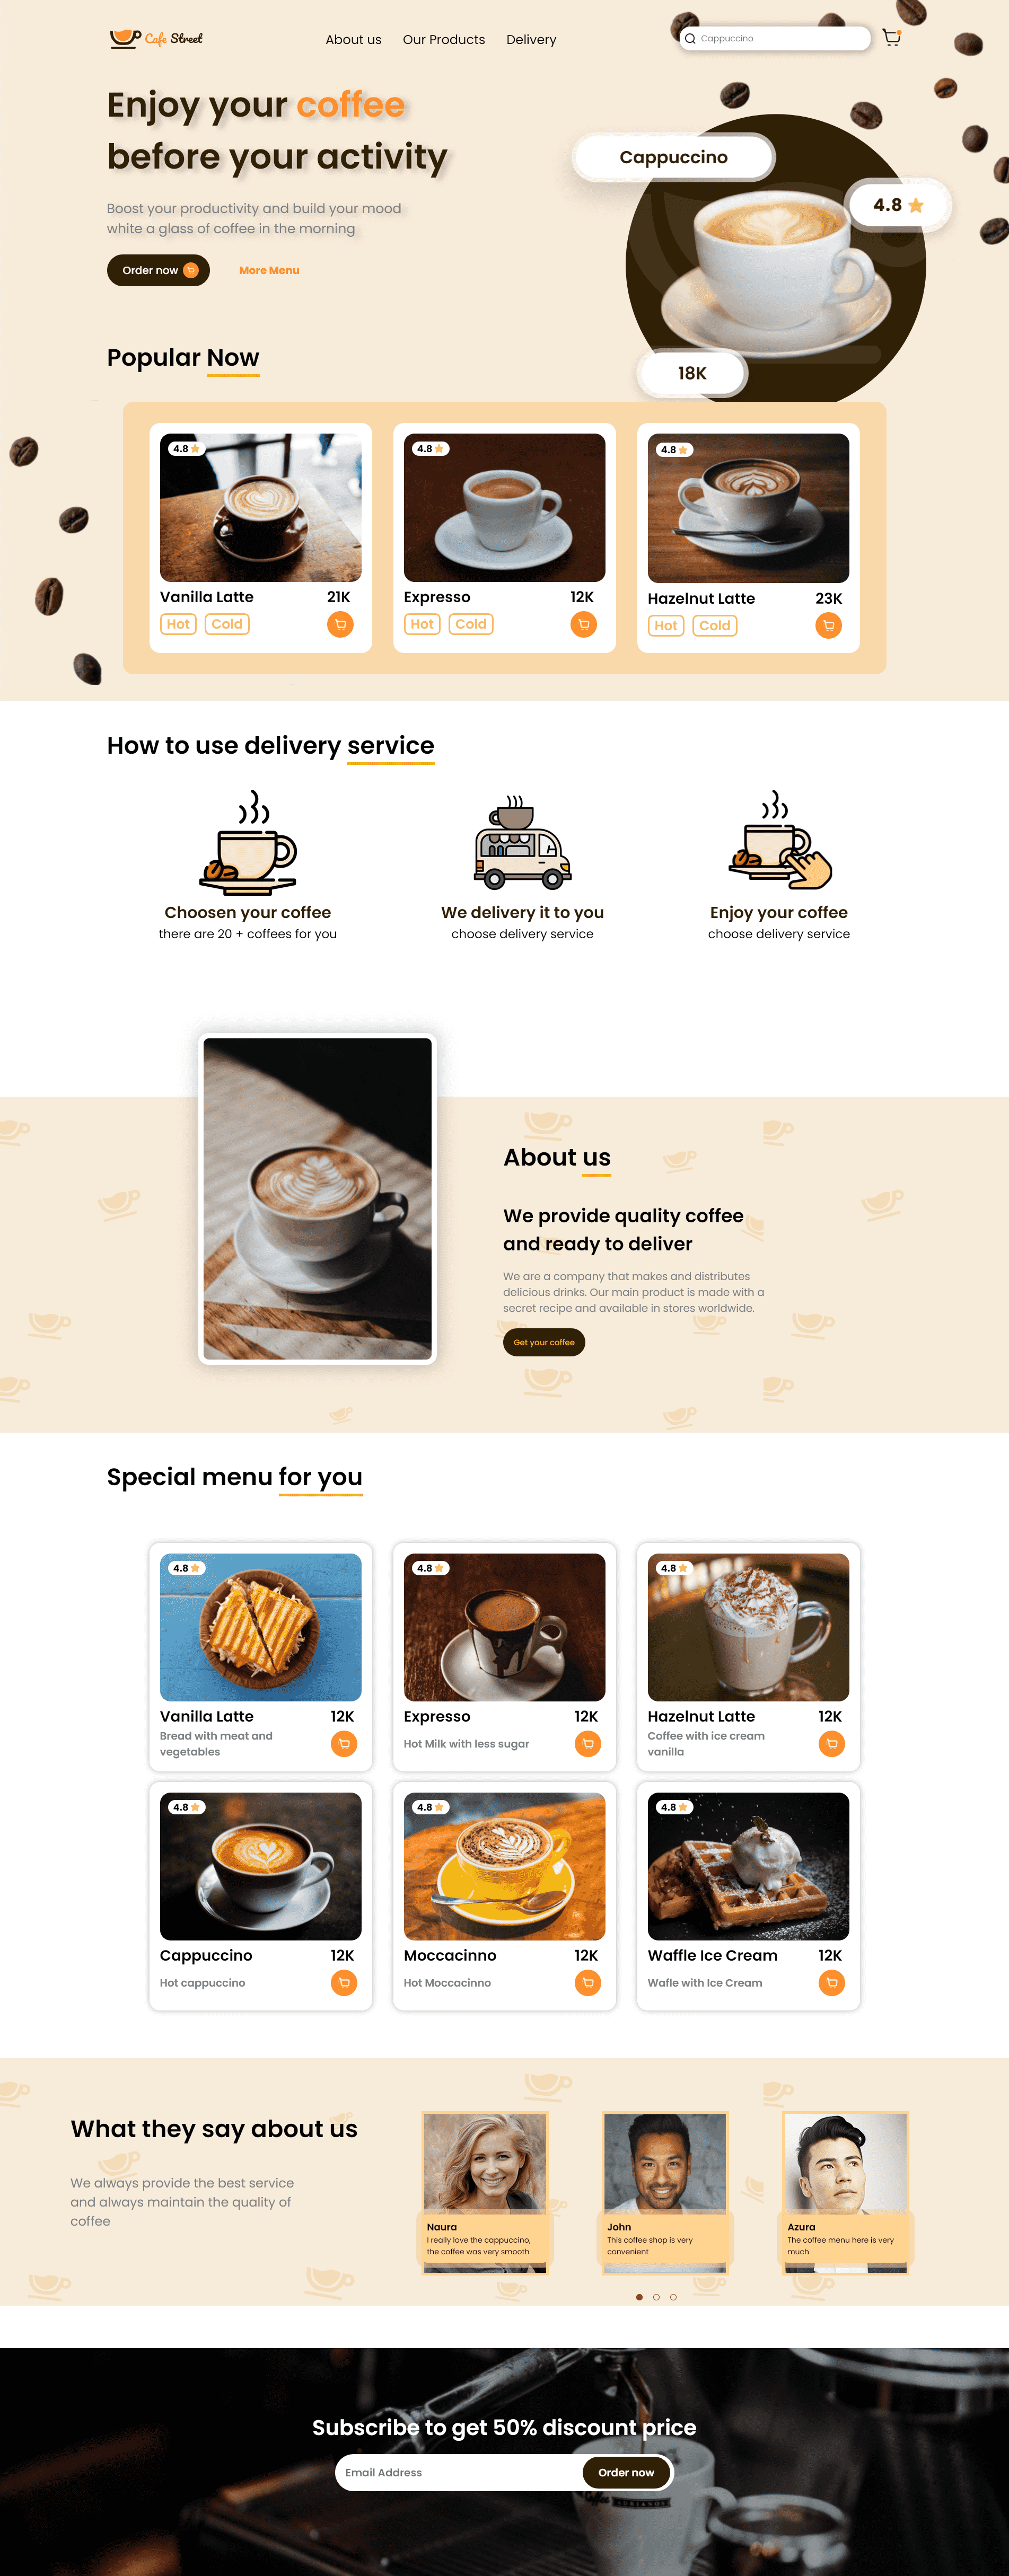 Cafe Street
About us
Our Products
Delivery
Cappuccino
Enjoy your coffee
before your activity
Boost your productivity and build your mood
white a glass of coffee in the morning
Order now
More Menu
Cappuccino
4.8
18K
Popular Now
4.8
Vanilla Latte 21K
Hot Cold
4.8
Expresso 12K
Hot Cold
4.8
Hazelnut Latte 23K
Hot Cold
How to use delivery service
Choosen your coffee
there are 20 + coffees for you
We delivery it to you
choose delivery service
Enjoy your coffee
choose delivery service
About us
We provide quality coffee
and ready to deliver
We are a company that makes and distributes
delicious drinks. Our main product is made with a
secret recipe and available in stores worldwide.
Get your coffee
Special menu for you
4.8
Vanilla Latte 12K
Bread with meat and
vegetables
4.8
Expresso 12K
Hot Milk with less sugar
4.8
Hazelnut Latte 12K
Coffee with ice cream
vanilla
4.8
Cappuccino 12K
Hot cappuccino
4.8
Moccacinno 12K
Hot Moccacinno
4.8
Waffle Ice Cream 12K
Wafle with Ice Cream
What they say about us
We always provide the best service
and always maintain the quality of
coffee
Naura
I really love the cappuccino,
the coffee was very smooth
John
This coffee shop is very
convenient
Azura
The coffee menu here is very
much
Subscribe to get 50% discount price
Email Address
Order now
Coffee